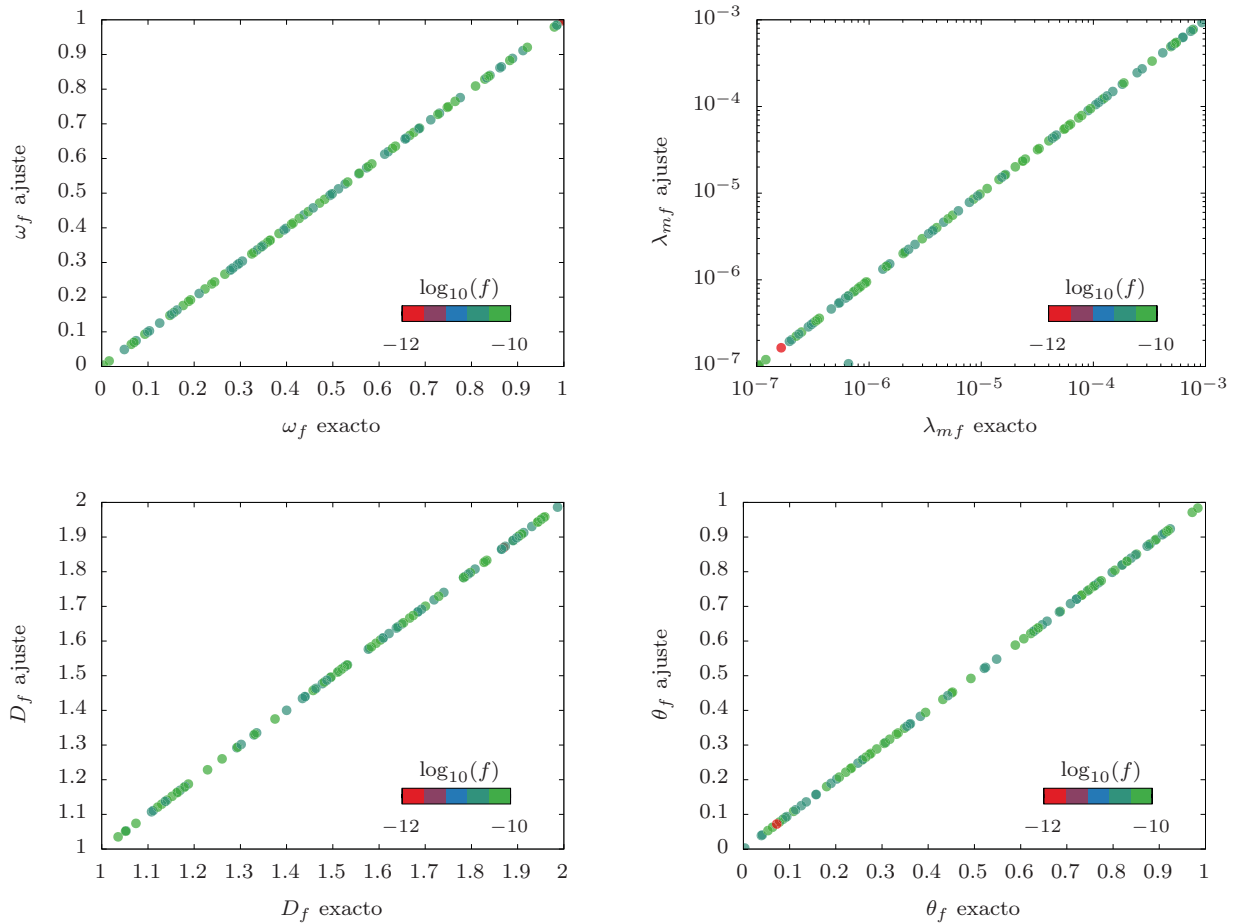 1
0.9
0.8
0.7
0.6
0.5
0.4
0.3
0.2
0.1
0
ω_f ajuste
log₁₀(f)
−12 −10
0 0.1 0.2 0.3 0.4 0.5 0.6 0.7 0.8 0.9 1
ω_f exacto
10⁻³
10⁻⁴
10⁻⁵
10⁻⁶
10⁻⁷
λ_mf ajuste
log₁₀(f)
−12 −10
10⁻⁷ 10⁻⁶ 10⁻⁵ 10⁻⁴ 10⁻³
λ_mf exacto
2
1.9
1.8
1.7
1.6
1.5
1.4
1.3
1.2
1.1
1
D_f ajuste
log₁₀(f)
−12 −10
1 1.1 1.2 1.3 1.4 1.5 1.6 1.7 1.8 1.9 2
D_f exacto
1
0.9
0.8
0.7
0.6
0.5
0.4
0.3
0.2
0.1
0
θ_f ajuste
log₁₀(f)
−12 −10
0 0.1 0.2 0.3 0.4 0.5 0.6 0.7 0.8 0.9 1
θ_f exacto